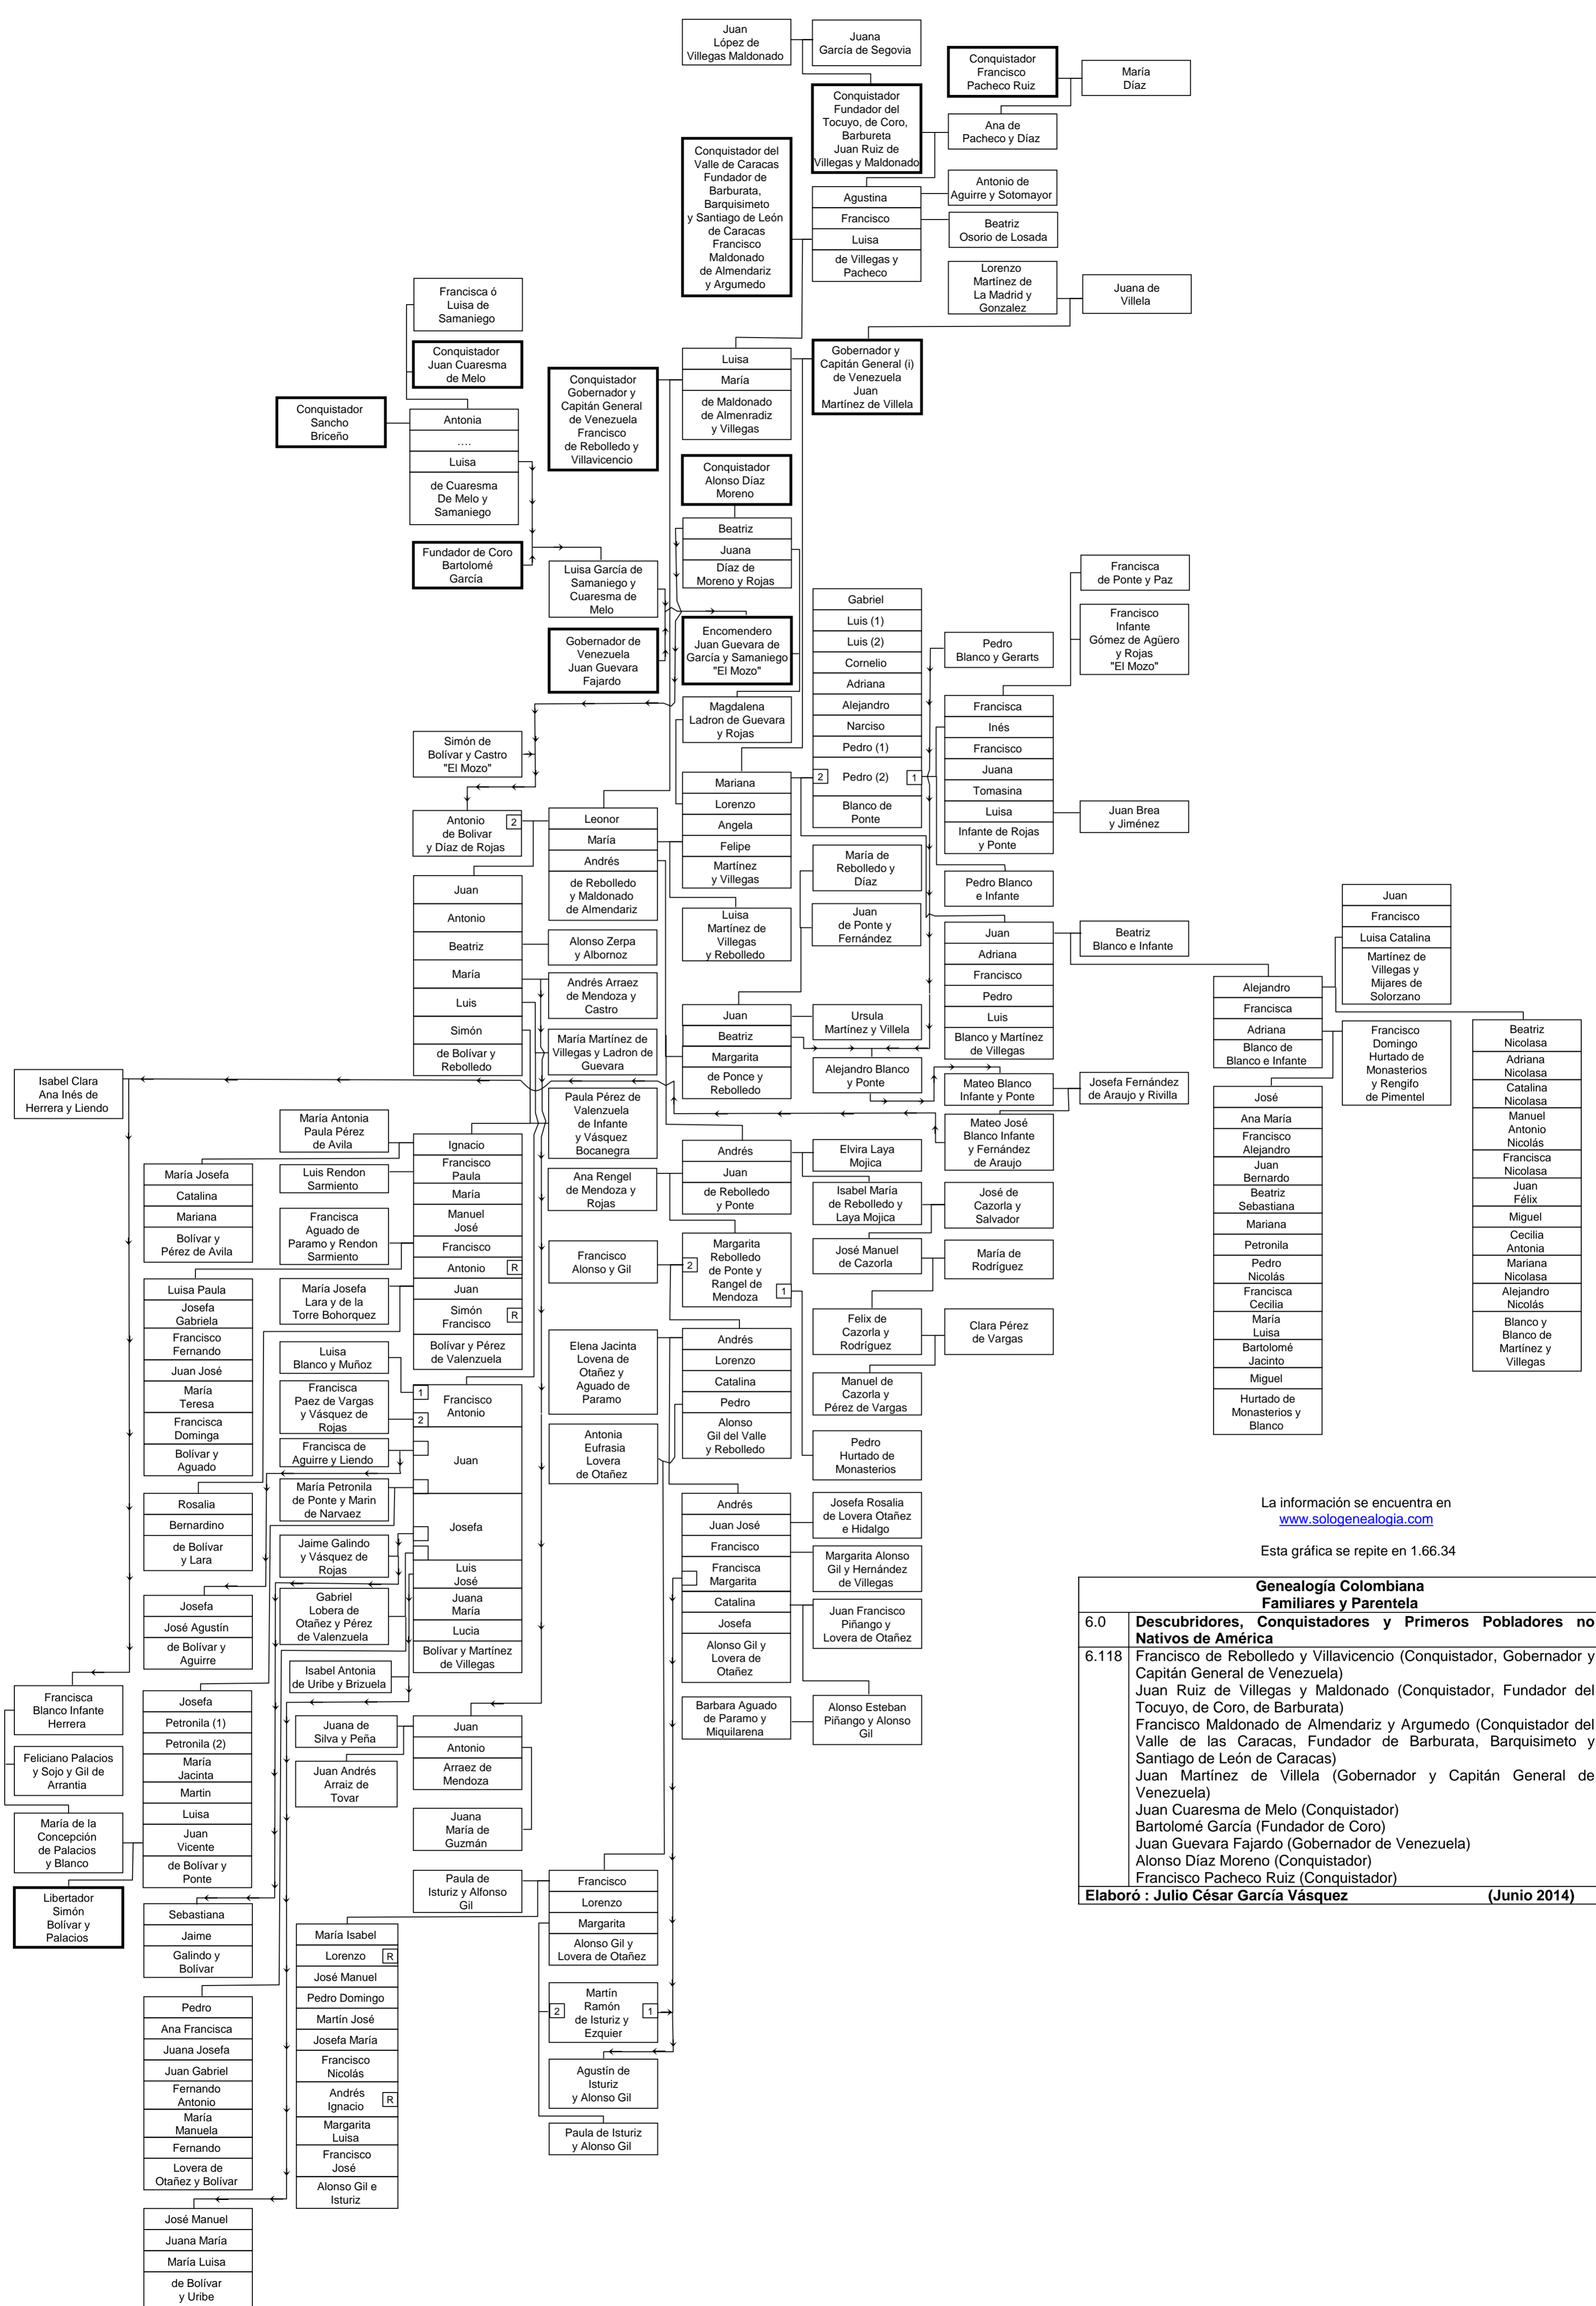 Juan
López de
Villegas Maldonado
Juana
García de Segovia
Conquistador
Francisco
Pacheco Ruiz
María
Díaz
Conquistador
Fundador del
Tocuyo, de Coro,
Barbureta
Juan Ruiz de
Villegas y Maldonado
Ana de
Pacheco y Díaz
Conquistador del
Valle de Caracas
Fundador de
Barburata,
Barquisimeto
y Santiago de León
de Caracas
Francisco
Maldonado
de Almendariz
y Argumedo
Agustina
Francisco
Luisa
de Villegas y
Pacheco
Antonio de
Aguirre y Sotomayor
Beatriz
Osorio de Losada
Lorenzo
Martínez de
La Madrid y
Gonzalez
Juana de
Villela
Francisca ó
Luisa de
Samaniego
Conquistador
Juan Cuaresma
de Melo
Conquistador
Sancho
Briceño
Antonia
....
Luisa
de Cuaresma
De Melo y
Samaniego
Fundador de Coro
Bartolomé
García
Conquistador
Gobernador y
Capitán General
de Venezuela
Francisco
de Rebolledo y
Villavicencio
Luisa
María
de Maldonado
de Almenradiz
y Villegas
Gobernador y
Capitán General (i)
de Venezuela
Juan
Martínez de Villela
Conquistador
Alonso Díaz
Moreno
Beatriz
Juana
Díaz de
Moreno y Rojas
Luisa García de
Samaniego y
Cuaresma de
Melo
Gobernador de
Venezuela
Juan Guevara
Fajardo
Encomendero
Juan Guevara de
García y Samaniego
"El Mozo"
Magdalena
Ladron de Guevara
y Rojas
Gabriel
Luis (1)
Luis (2)
Cornelio
Adriana
Alejandro
Narciso
Pedro (1)
2
Pedro (2)
1
Blanco de
Ponte
Pedro
Blanco y Gerarts
Francisca
de Ponte y Paz
Francisco
Infante
Gómez de Agüero
y Rojas
"El Mozo"
Francisca
Inés
Francisco
Juana
Tomasina
Luisa
Infante de Rojas
y Ponte
Juan Brea
y Jiménez
Simón de
Bolívar y Castro
"El Mozo"
Antonio
de Bolivar
y Díaz de Rojas
2
Leonor
María
Andrés
de Rebolledo
y Maldonado
de Almendariz
Mariana
Lorenzo
Angela
Felipe
Martínez
y Villegas
María de
Rebolledo y
Díaz
Juan
de Ponte y
Fernández
Pedro Blanco
e Infante
Luisa
Martínez de
Villegas
y Rebolledo
Juan
Antonio
Beatriz
María
Luis
Simón
de Bolívar y
Rebolledo
Alonso Zerpa
y Albornoz
Andrés Arraez
de Mendoza y
Castro
María Martínez de
Villegas y Ladron de
Guevara
Paula Pérez de
Valenzuela
de Infante
y Vásquez
Bocanegra
Juan
Beatriz
Margarita
de Ponce y
Rebolledo
Ursula
Martínez y Villela
Alejandro Blanco
y Ponte
Juan
Adriana
Francisco
Pedro
Luis
Blanco y Martínez
de Villegas
Beatriz
Blanco e Infante
Mateo Blanco
Infante y Ponte
Josefa Fernández
de Araujo y Rivilla
Mateo José
Blanco Infante
y Fernández
de Araujo
Alejandro
Francisca
Adriana
Blanco de
Blanco e Infante
Juan
Francisco
Luisa Catalina
Martínez de
Villegas y
Mijares de
Solorzano
Francisco
Domingo
Hurtado de
Monasterios
y Rengifo
de Pimentel
Beatriz
Nicolasa
Adriana
Nicolasa
Catalina
Nicolasa
Manuel
Antonio
Nicolás
Francisca
Nicolasa
Juan
Félix
Miguel
Cecilia
Antonia
Mariana
Nicolasa
Alejandro
Nicolás
Blanco y
Blanco de
Martínez y
Villegas
José
Ana María
Francisco
Alejandro
Juan
Bernardo
Beatriz
Sebastiana
Mariana
Petronila
Pedro
Nicolás
Francisca
Cecilia
María
Luisa
Bartolomé
Jacinto
Miguel
Hurtado de
Monasterios y
Blanco
Isabel Clara
Ana Inés de
Herrera y Liendo
María Antonia
Paula Pérez
de Avila
Luis Rendon
Sarmiento
Francisca
Aguado de
Paramo y Rendon
Sarmiento
María Josefa
Lara y de la
Torre Bohorquez
Ignacio
Francisco
Paula
María
Manuel
José
Francisco
Antonio
R
Juan
Simón
Francisco
R
Bolívar y Pérez
de Valenzuela
María Josefa
Catalina
Mariana
Bolívar y
Pérez de Avila
Luisa Paula
Josefa
Gabriela
Francisco
Fernando
Juan José
María
Teresa
Francisca
Dominga
Bolívar y
Aguado
Rosalia
Bernardino
de Bolívar
y Lara
Josefa
José Agustín
de Bolívar y
Aguirre
Ana Rengel
de Mendoza y
Rojas
Andrés
Juan
de Rebolledo
y Ponte
Elvira Laya
Mojica
Isabel María
de Rebolledo y
Laya Mojica
José de
Cazorla y
Salvador
José Manuel
de Cazorla
María de
Rodríguez
Felix de
Cazorla y
Rodríguez
Clara Pérez
de Vargas
Manuel de
Cazorla y
Pérez de Vargas
Pedro
Hurtado de
Monasterios
Francisco
Alonso y Gil
2
Margarita
Rebolledo
de Ponte y
Rangel de
Mendoza
1
Elena Jacinta
Lovena de
Otañez y
Aguado de
Paramo
Antonia
Eufrasia
Lovera
de Otañez
Andrés
Lorenzo
Catalina
Pedro
Alonso
Gil del Valle
y Rebolledo
Luisa
Blanco y Muñoz
Francisca
Paez de Vargas
y Vásquez de
Rojas
Francisca de
Aguirre y Liendo
María Petronila
de Ponte y Marin
de Narvaez
Jaime Galindo
y Vásquez de
Rojas
Gabriel
Lobera de
Otañez y Pérez
de Valenzuela
Isabel Antonia
de Uribe y Brizuela
1
Francisco
Antonio
2
Juan
Josefa
Luis
José
Juana
María
Lucia
Bolívar y Martínez
de Villegas
Andrés
Juan José
Francisco
Francisca
Margarita
Catalina
Josefa
Alonso Gil y
Lovera de
Otañez
Josefa Rosalia
de Lovera Otañez
e Hidalgo
Margarita Alonso
Gil y Hernández
de Villegas
Juan Francisco
Piñango y
Lovera de Otañez
Barbara Aguado
de Paramo y
Miquilarena
Alonso Esteban
Piñango y Alonso
Gil
Francisca
Blanco Infante
Herrera
Feliciano Palacios
y Sojo y Gil de
Arrantia
María de la
Concepción
de Palacios
y Blanco
Libertador
Simón
Bolívar y
Palacios
Josefa
Petronila (1)
Petronila (2)
María
Jacinta
Martin
Luisa
Juan
Vicente
de Bolívar y
Ponte
Juana de
Silva y Peña
Juan Andrés
Arraiz de
Tovar
Juan
Antonio
Arraez de
Mendoza
Juana
María de
Guzmán
Sebastiana
Jaime
Galindo y
Bolívar
Pedro
Ana Francisca
Juana Josefa
Juan Gabriel
Fernando
Antonio
María
Manuela
Fernando
Lovera de
Otañez y Bolívar
José Manuel
Juana María
María Luisa
de Bolívar
y Uribe
Paula de
Isturiz y Alfonso
Gil
María Isabel
Lorenzo
R
José Manuel
Pedro Domingo
Martín José
Josefa María
Francisco
Nicolás
Andrés
Ignacio
R
Margarita
Luisa
Francisco
José
Alonso Gil e
Isturiz
Francisco
Lorenzo
Margarita
Alonso Gil y
Lovera de Otañez
2
Martín
Ramón
de Isturiz y
Ezquier
1
Agustín de
Isturiz
y Alonso Gil
Paula de Isturiz
y Alonso Gil
La información se encuentra en
www.sologenealogia.com
Esta gráfica se repite en 1.66.34
Genealogía Colombiana
Familiares y Parentela
6.0 Descubridores, Conquistadores y Primeros Pobladores no
Nativos de América
6.118 Francisco de Rebolledo y Villavicencio (Conquistador, Gobernador y
Capitán General de Venezuela)
Juan Ruiz de Villegas y Maldonado (Conquistador, Fundador del
Tocuyo, de Coro, de Barburata)
Francisco Maldonado de Almendariz y Argumedo (Conquistador del
Valle de las Caracas, Fundador de Barburata, Barquisimeto y
Santiago de León de Caracas)
Juan Martínez de Villela (Gobernador y Capitán General de
Venezuela)
Juan Cuaresma de Melo (Conquistador)
Bartolomé García (Fundador de Coro)
Juan Guevara Fajardo (Gobernador de Venezuela)
Alonso Díaz Moreno (Conquistador)
Francisco Pacheco Ruiz (Conquistador)
Elaboró : Julio César García Vásquez (Junio 2014)